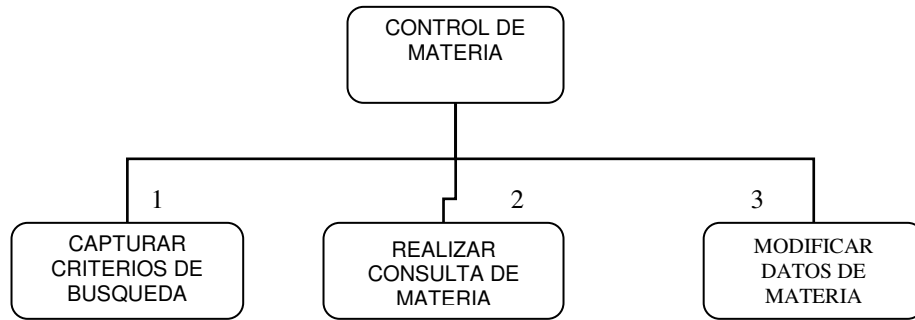 CONTROL DE
MATERIA
1
2
3
CAPTURAR
CRITERIOS DE
BUSQUEDA
REALIZAR
CONSULTA DE
MATERIA
MODIFICAR
DATOS DE
MATERIA